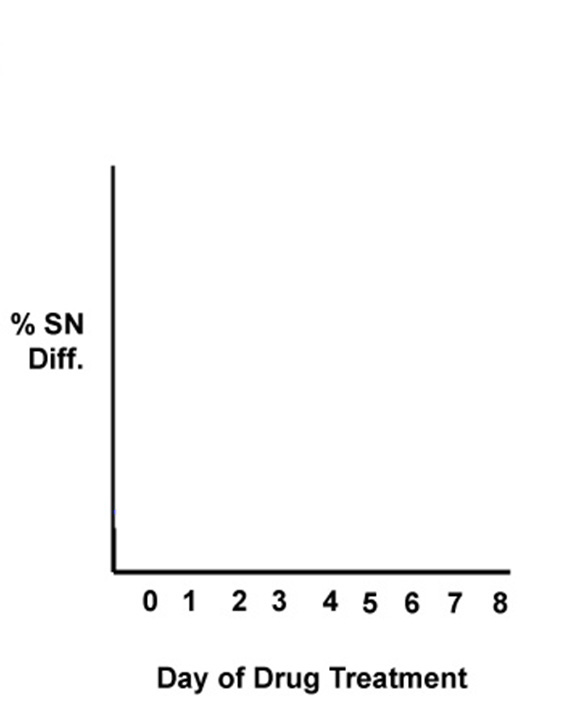 % SN
Diff.
0 1 2 3 4 5 6 7 8
Day of Drug Treatment